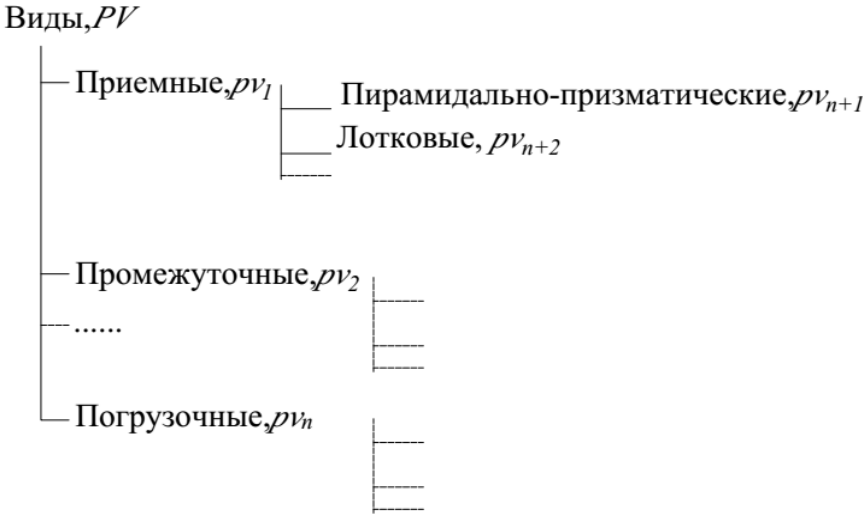 Виды,PV
Приемные,pv₁
Пирамидально-призматические,pvₙ₊₁
Лотковые, pvₙ₊₂
Промежуточные,pv₂
......
Погрузочные,pvₙ